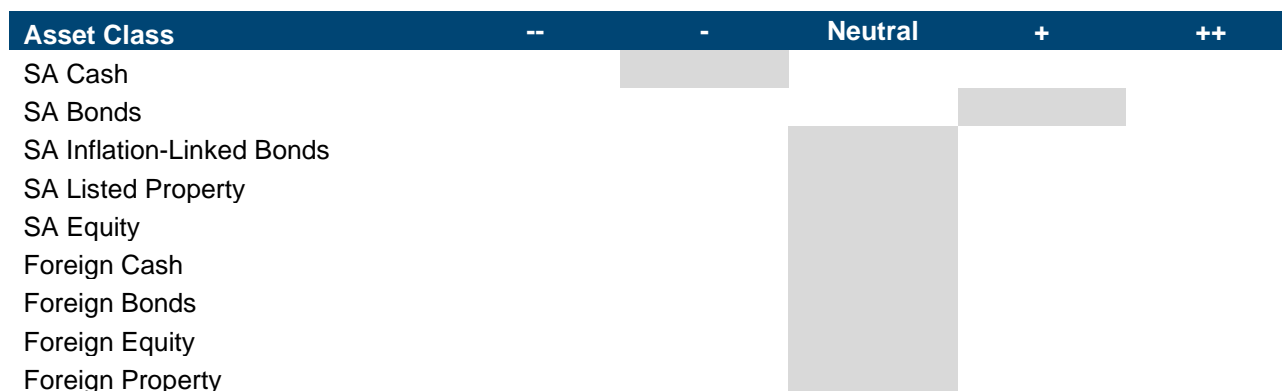 Asset Class -- - Neutral + ++
SA Cash
SA Bonds
SA Inflation-Linked Bonds
SA Listed Property
SA Equity
Foreign Cash
Foreign Bonds
Foreign Equity
Foreign Property